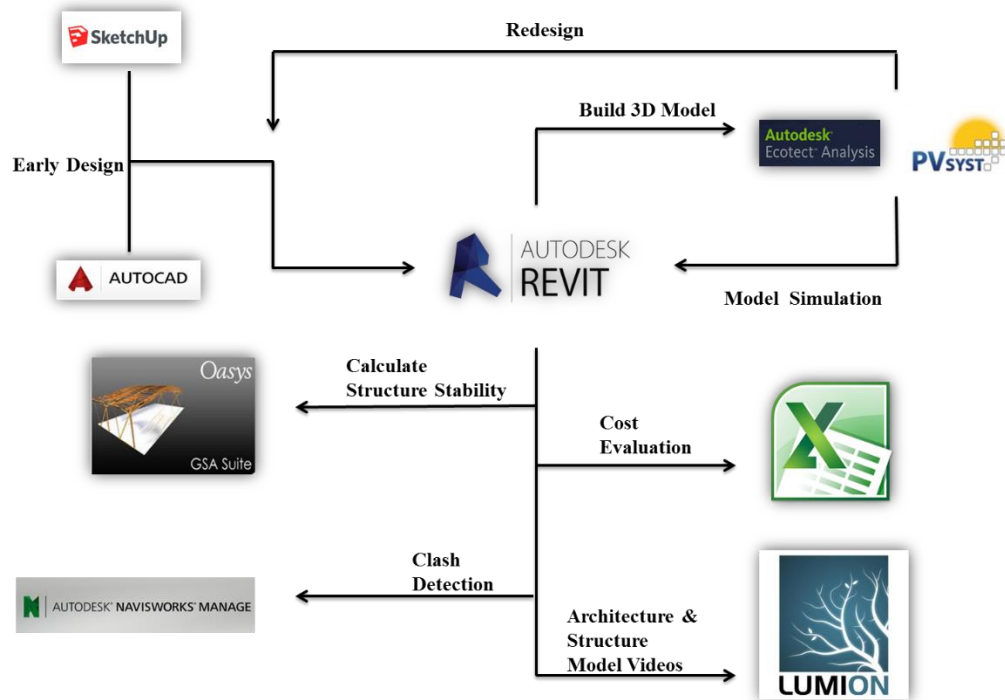 SketchUp
Redesign
Build 3D Model
Autodesk®
Ecotect™ Analysis
PVSYST
Early Design
AUTODESK
REVIT
AUTOCAD
Model Simulation
Calculate
Structure Stability
Oasys
GSA Suite
Cost
Evaluation
Clash
Detection
AUTODESK® NAVISWORKS® MANAGE
Architecture &
Structure
Model Videos
LUMION